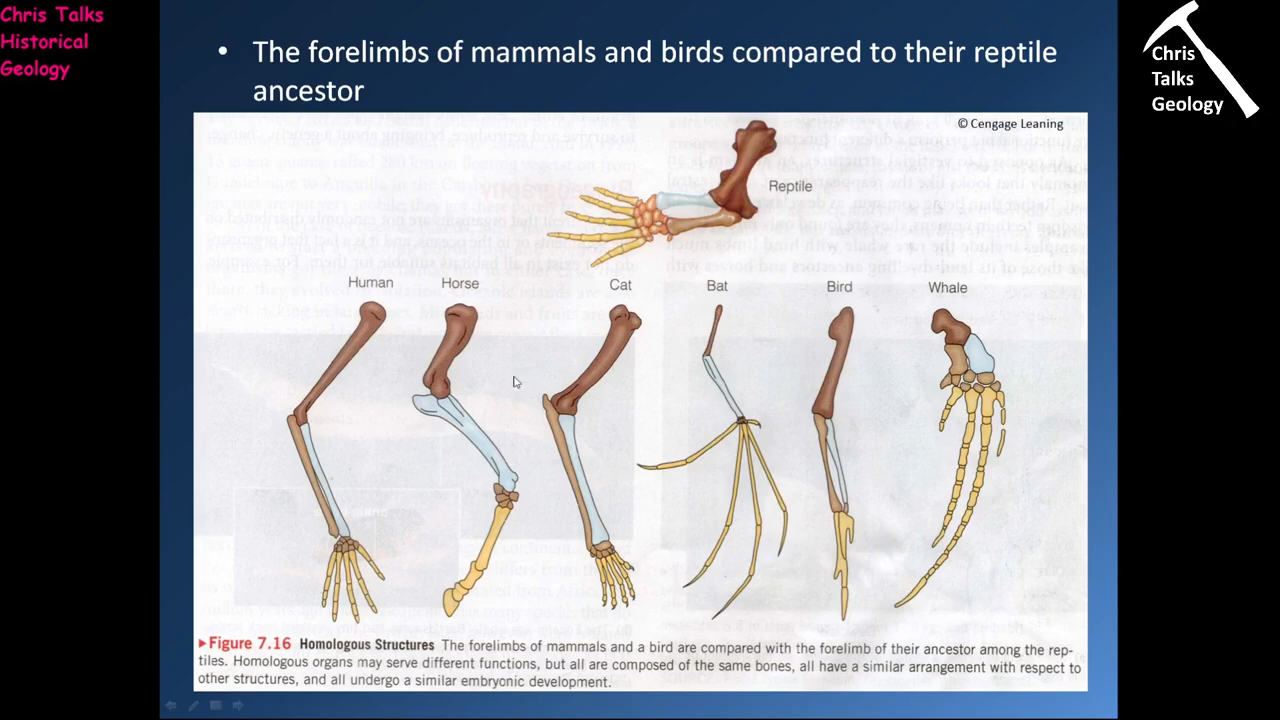 Chris Talks
Historical
Geology
• The forelimbs of mammals and birds compared to their reptile
ancestor
Chris
Talks
Geology
© Cengage Leaning
Reptile
Human
Horse
Cat
Bat
Bird
Whale
▶Figure 7.16 Homologous Structures The forelimbs of mammals and a bird are compared with the forelimb of their ancestor among the rep-
tiles. Homologous organs may serve different functions, but all are composed of the same bones, all have a similar arrangement with respect to
other structures, and all undergo a similar embryonic development.